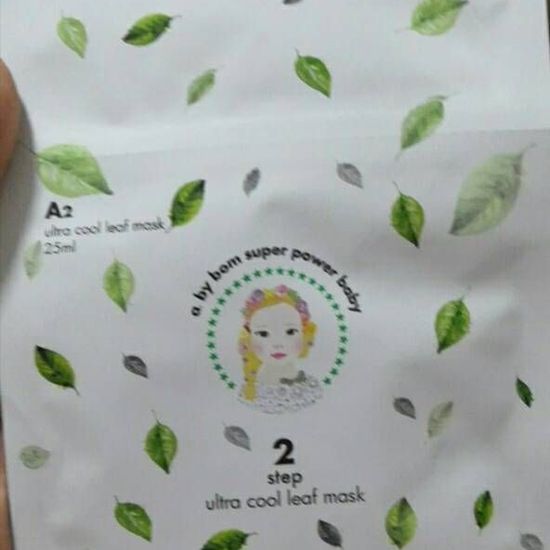 A2
ultra cool leaf mask
25ml
a by bom super power baby
2
step
ultra cool leaf mask